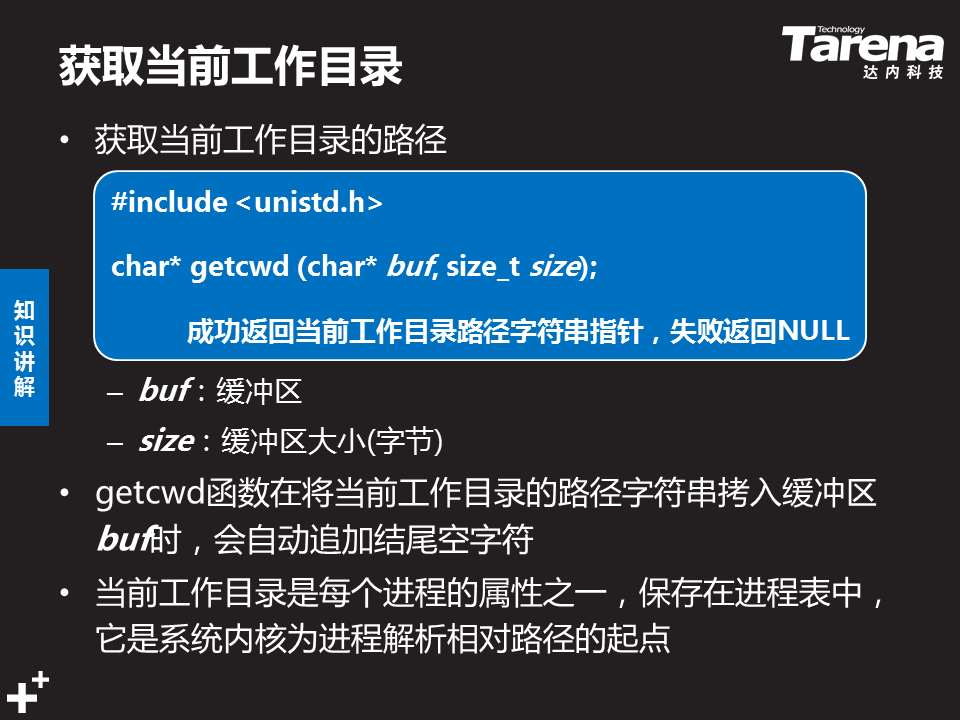 获取当前工作目录
Technology
Tarena
达内科技
• 获取当前工作目录的路径
#include <unistd.h>
char* getcwd (char* buf, size_t size);
成功返回当前工作目录路径字符串指针，失败返回NULL
知
识
讲
解
– buf：缓冲区
– size：缓冲区大小(字节)
• getcwd函数在将当前工作目录的路径字符串拷入缓冲区
buf时，会自动追加结尾空字符
• 当前工作目录是每个进程的属性之一，保存在进程表中，
它是系统内核为进程解析相对路径的起点